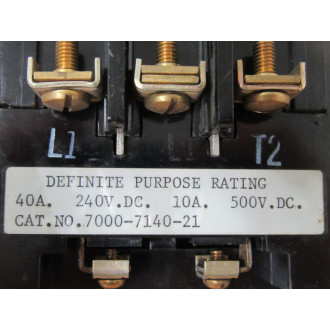 L1 T2
DEFINITE PURPOSE RATING
40A. 240V.DC. 10A. 500V.DC.
CAT.NO.7000-7140-21